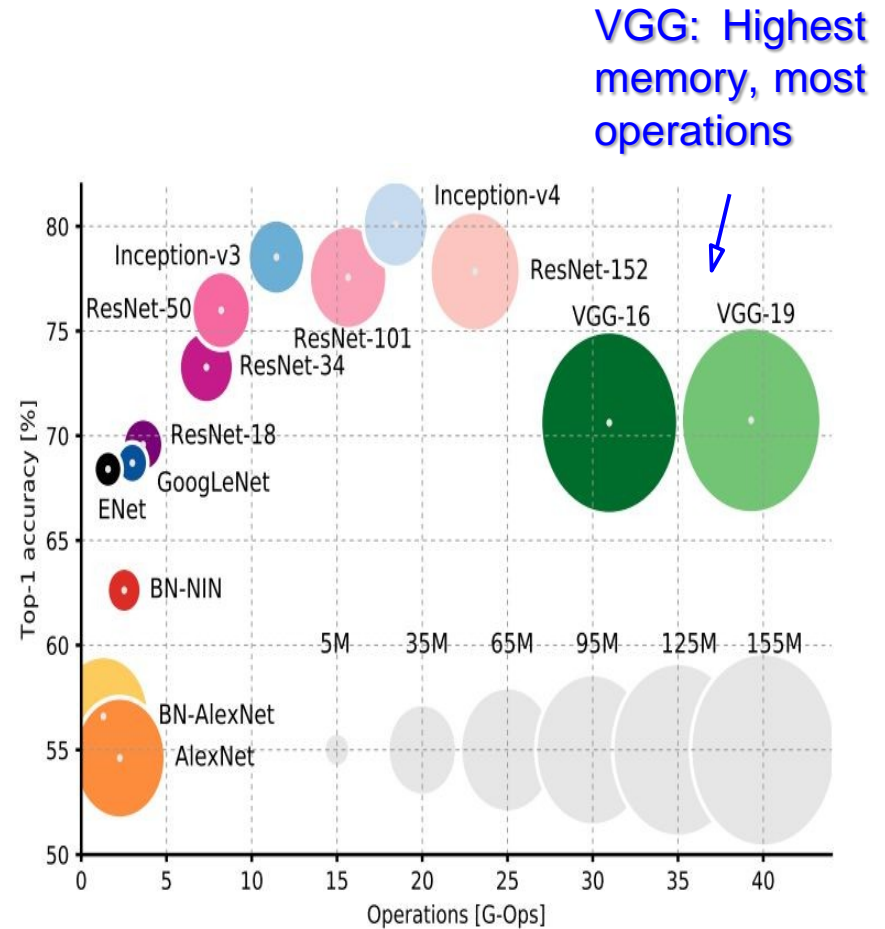 VGG: Highest
memory, most
operations
Inception-v4
80
Inception-v3
ResNet-152
ResNet-50
VGG-16
VGG-19
75
ResNet-101
ResNet-34
70
ResNet-18
GoogLeNet
ENet
65
Top-1 accuracy [%]
BN-NIN
60
5M 35M 65M 95M 125M 155M
BN-AlexNet
55
AlexNet
50
0 5 10 15 20 25 30 35 40
Operations [G-Ops]